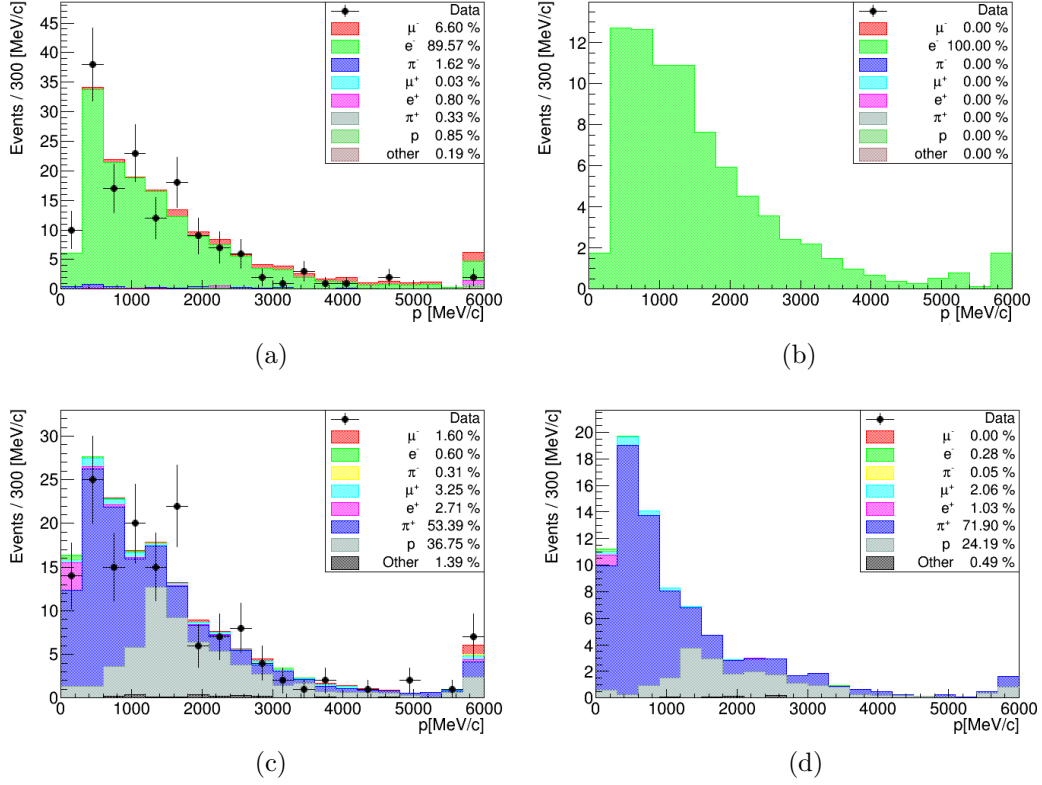 Events / 300 [MeV/c]
45
40
35
30
25
20
15
10
5
0
0 1000 2000 3000 4000 5000 6000
p [MeV/c]
Data
μ⁻ 6.60 %
e⁻ 89.57 %
π⁻ 1.62 %
μ⁺ 0.03 %
e⁺ 0.80 %
π⁺ 0.33 %
p 0.85 %
other 0.19 %
(a)
Events / 300 [MeV/c]
12
10
8
6
4
2
0
0 1000 2000 3000 4000 5000 6000
p [MeV/c]
Data
μ⁻ 0.00 %
e⁻ 100.00 %
π⁻ 0.00 %
μ⁺ 0.00 %
e⁺ 0.00 %
π⁺ 0.00 %
p 0.00 %
other 0.00 %
(b)
Events / 300 [MeV/c]
30
25
20
15
10
5
0
0 1000 2000 3000 4000 5000 6000
p[MeV/c]
Data
μ⁻ 1.60 %
e⁻ 0.60 %
π⁻ 0.31 %
μ⁺ 3.25 %
e⁺ 2.71 %
π⁺ 53.39 %
p 36.75 %
Other 1.39 %
(c)
Events / 300 [MeV/c]
20
18
16
14
12
10
8
6
4
2
0
0 1000 2000 3000 4000 5000 6000
p[MeV/c]
Data
μ⁻ 0.00 %
e⁻ 0.28 %
π⁻ 0.05 %
μ⁺ 2.06 %
e⁺ 1.03 %
π⁺ 71.90 %
p 24.19 %
Other 0.49 %
(d)